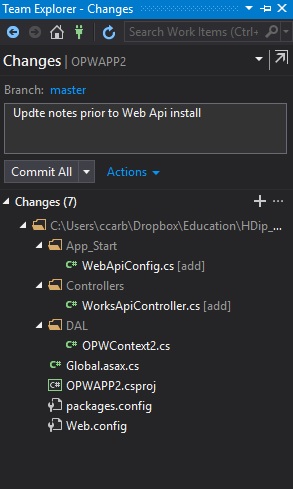 Team Explorer - Changes
Search Work Items (Ctrl+
Changes | OPWAPP2
Branch: master
Updte notes prior to Web Api install
Commit All
Actions
Changes (7)
C:\Users\ccarb\Dropbox\Education\HDip_...
App_Start
WebApiConfig.cs [add]
Controllers
WorksApiController.cs [add]
DAL
OPWContext2.cs
Global.asax.cs
OPWAPP2.csproj
packages.config
Web.config